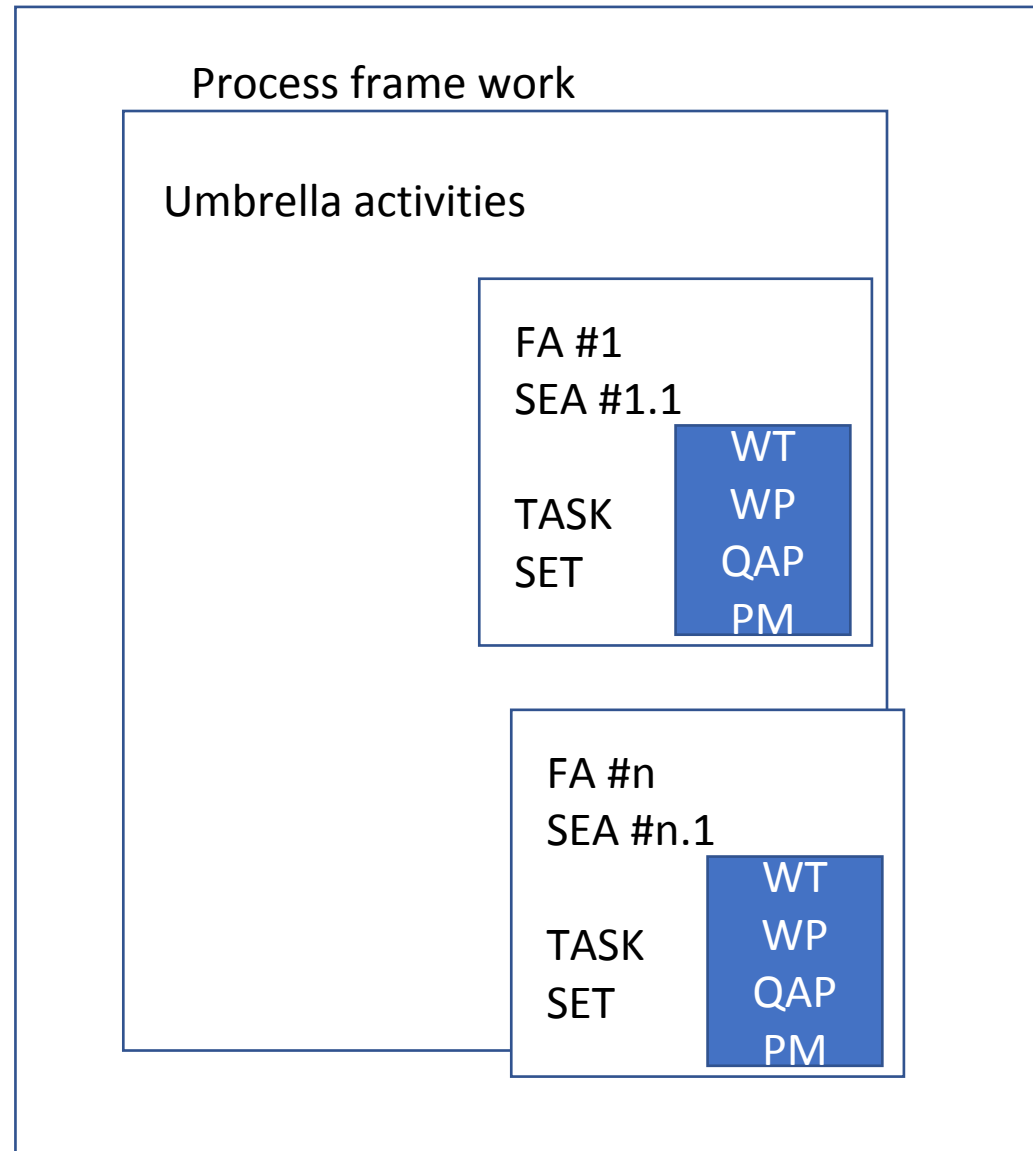 Process frame work
Umbrella activities
FA #1
SEA #1.1
TASK
SET
WT
WP
QAP
PM
FA #n
SEA #n.1
TASK
SET
WT
WP
QAP
PM